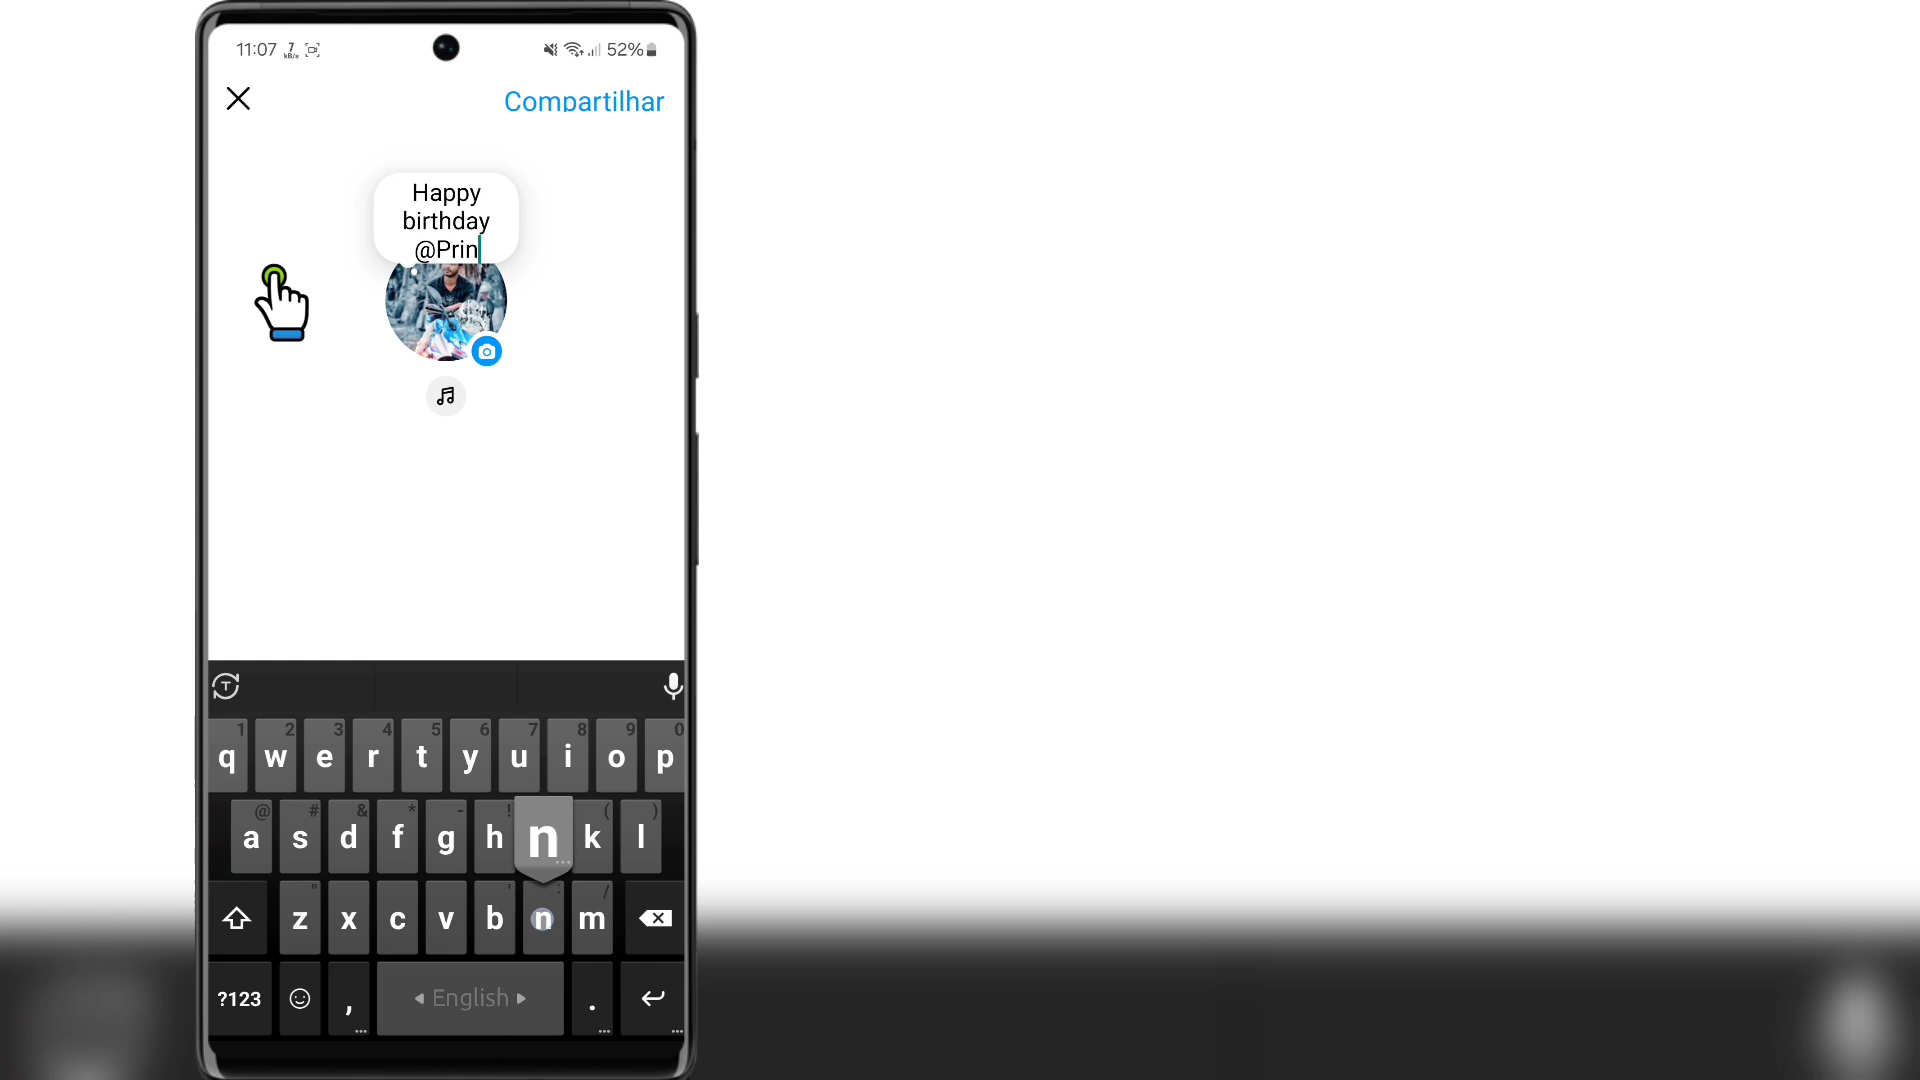 11:07 7 kB/s 52%
Compartilhar
Happy
birthday
@Prin
T
1 2 3 4 5 6 7 8 9 0
q w e r t y u i o p
@ # & * - ! ( )
a s d f g h n k l
" ' : /
z x c v b n m
?123 , English .